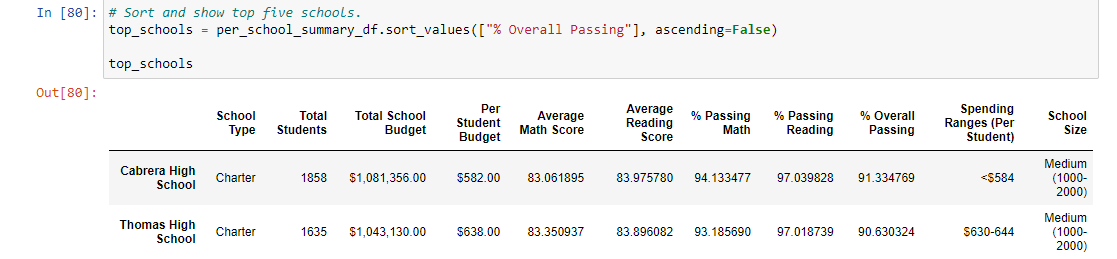 In [80]: # Sort and show top five schools.
top_schools = per_school_summary_df.sort_values(["% Overall Passing"], ascending=False)
top_schools
Out[80]:
School Type Total Students Total School Budget Per Student Budget Average Math Score Average Reading Score % Passing Math % Passing Reading % Overall Passing Spending Ranges (Per Student) School Size
Cabrera High School Charter 1858 $1,081,356.00 $582.00 83.061895 83.975780 94.133477 97.039828 91.334769 <$584 Medium (1000-2000)
Thomas High School Charter 1635 $1,043,130.00 $638.00 83.350937 83.896082 93.185690 97.018739 90.630324 $630-644 Medium (1000-2000)